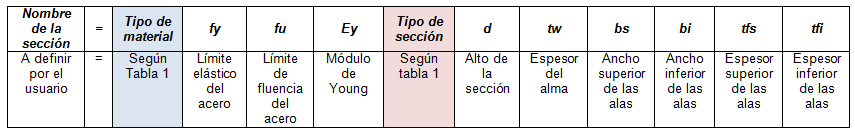 Nombre de la sección
=
Tipo de material
fy
fu
Ey
Tipo de sección
d
tw
bs
bi
tfs
tfi
A definir por el usuario
=
Según Tabla 1
Límite elástico del acero
Límite de fluencia del acero
Módulo de Young
Según tabla 1
Alto de la sección
Espesor del alma
Ancho superior de las alas
Ancho inferior de las alas
Espesor superior de las alas
Espesor inferior de las alas